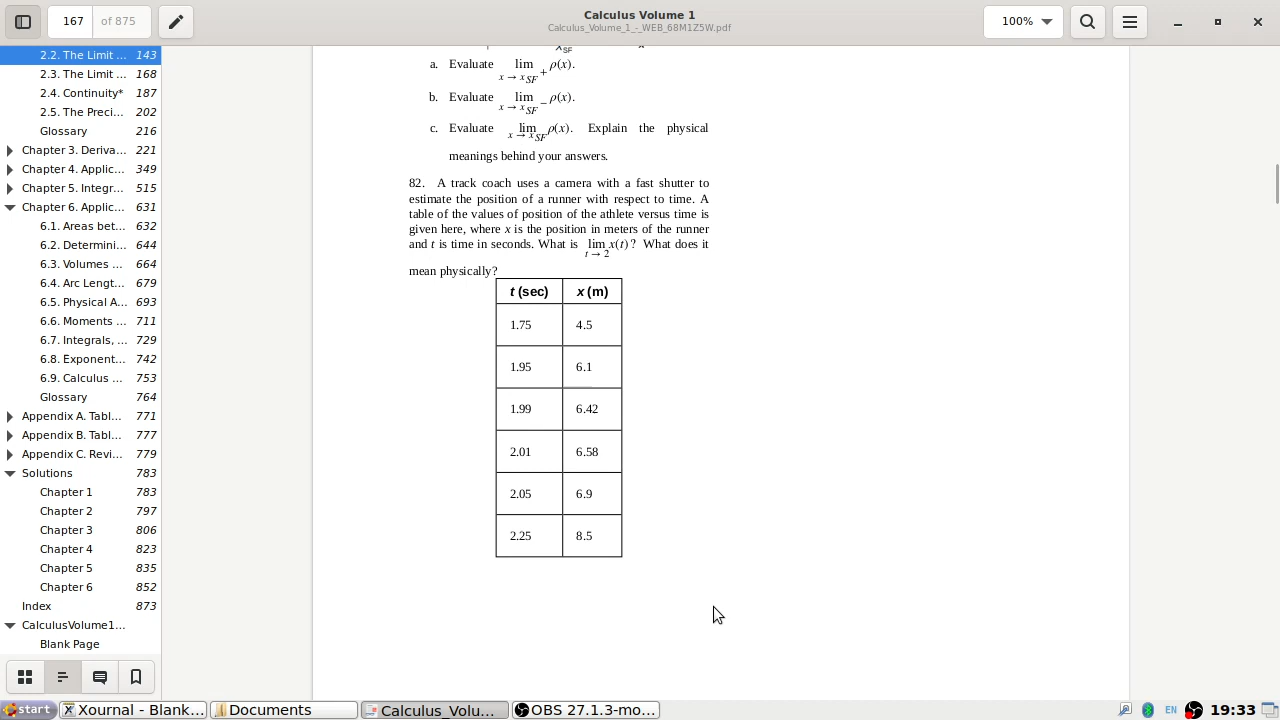 167 of 875
Calculus Volume 1
Calculus_Volume_1_-_WEB_68M1Z5W.pdf
100%
2.2. The Limit ... 143
2.3. The Limit ... 168
2.4. Continuity* 187
2.5. The Preci... 202
Glossary 216
Chapter 3. Deriva... 221
Chapter 4. Applic... 349
Chapter 5. Integr... 515
Chapter 6. Applic... 631
6.1. Areas bet... 632
6.2. Determini... 644
6.3. Volumes ... 664
6.4. Arc Lengt... 679
6.5. Physical A... 693
6.6. Moments ... 711
6.7. Integrals, ... 729
6.8. Exponent... 742
6.9. Calculus ... 753
Glossary 764
Appendix A. Tabl... 771
Appendix B. Tabl... 777
Appendix C. Revi... 779
Solutions 783
Chapter 1 783
Chapter 2 797
Chapter 3 806
Chapter 4 823
Chapter 5 835
Chapter 6 852
Index 873
CalculusVolume1...
Blank Page
a. Evaluate lim x → x_SF + ρ(x).
b. Evaluate lim x → x_SF − ρ(x).
c. Evaluate lim x → x_SF ρ(x). Explain the physical
meanings behind your answers.
82. A track coach uses a camera with a fast shutter to
estimate the position of a runner with respect to time. A
table of the values of position of the athlete versus time is
given here, where x is the position in meters of the runner
and t is time in seconds. What is lim t → 2 x(t)? What does it
mean physically?
t (sec) x (m)
1.75 4.5
1.95 6.1
1.99 6.42
2.01 6.58
2.05 6.9
2.25 8.5
start Xournal - Blank... Documents Calculus_Volu... OBS 27.1.3-mo... EN 19:33